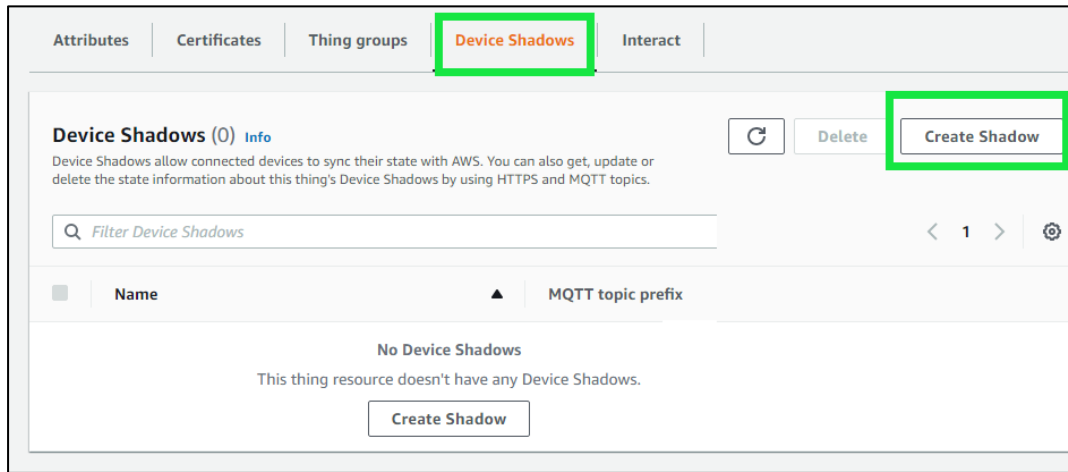 Attributes Certificates Thing groups Device Shadows Interact
Device Shadows (0) Info
Delete Create Shadow
Device Shadows allow connected devices to sync their state with AWS. You can also get, update or
delete the state information about this thing's Device Shadows by using HTTPS and MQTT topics.
Filter Device Shadows
1
Name MQTT topic prefix
No Device Shadows
This thing resource doesn't have any Device Shadows.
Create Shadow